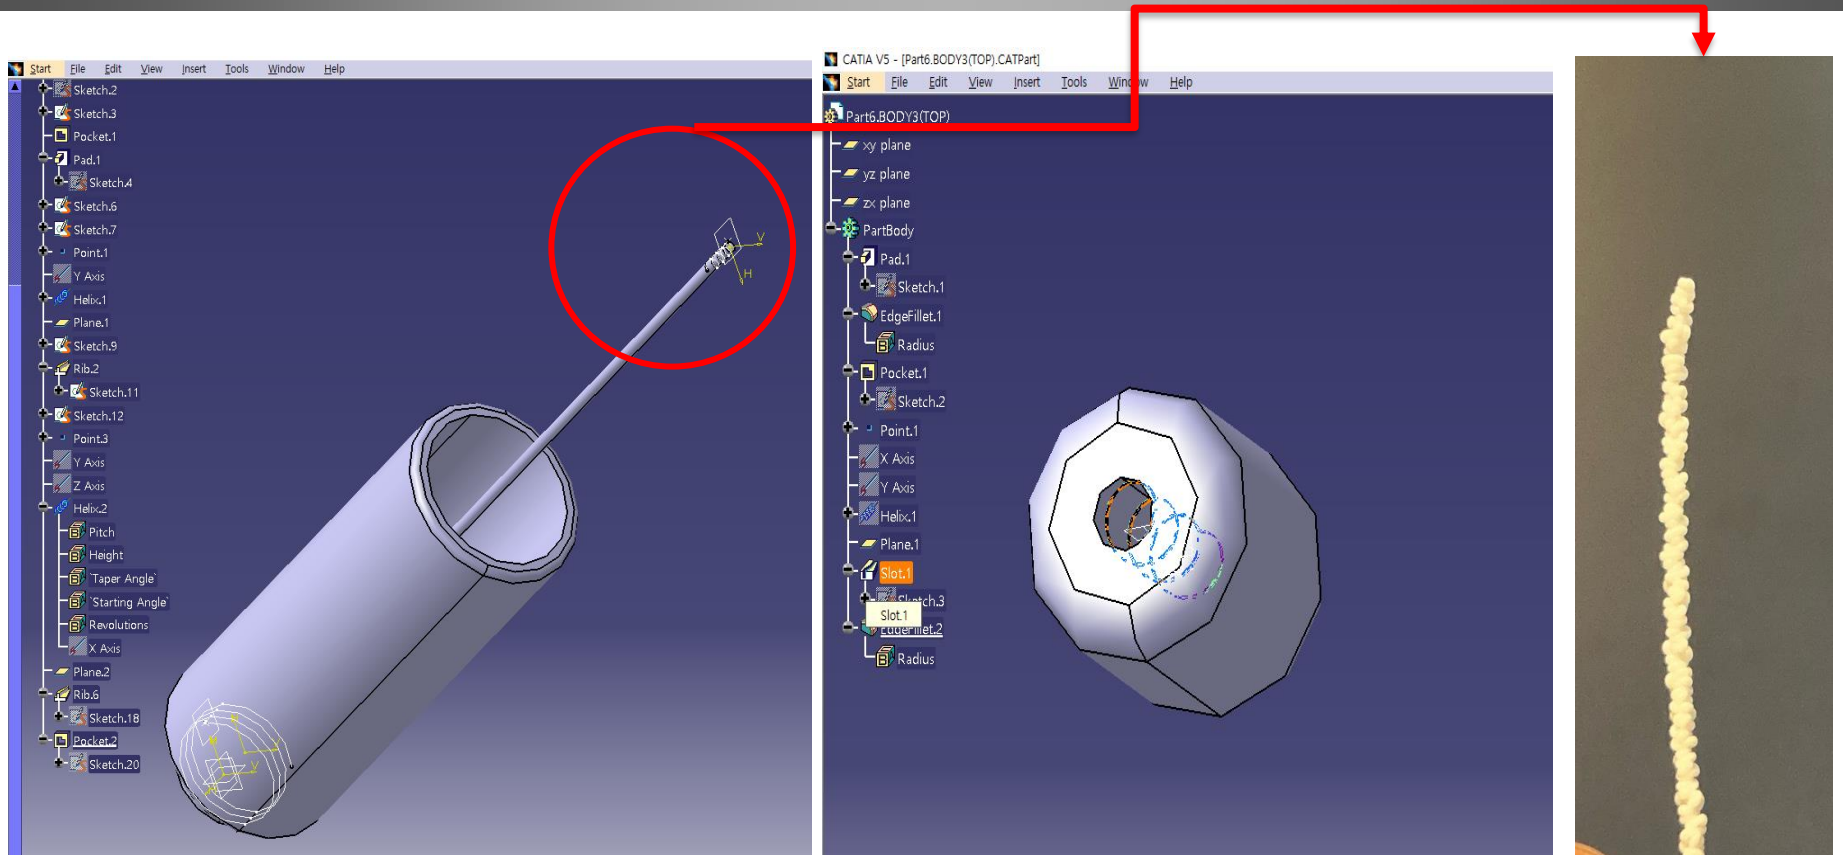 Start File Edit View Insert Tools Window Help
Sketch.2
Sketch.3
Pocket.1
Pad.1
Sketch.4
Sketch.6
Sketch.7
Point.1
Y Axis
Helix.1
Plane.1
Sketch.9
Rib.2
Sketch.11
Sketch.12
Point.3
Y Axis
Z Axis
Helix.2
Pitch
Height
`Taper Angle`
`Starting Angle`
Revolutions
X Axis
Plane.2
Rib.6
Sketch.18
Pocket.2
Sketch.20
V
H
V
CATIA V5 - [Part6.BODY3(TOP).CATPart]
Start File Edit View Insert Tools Window Help
Part6.BODY3(TOP)
xy plane
yz plane
zx plane
PartBody
Pad.1
Sketch.1
EdgeFillet.1
Radius
Pocket.1
Sketch.2
Point.1
X Axis
Y Axis
Helix.1
Plane.1
Slot.1
Sketch.3
Slot.1
EdgeFillet.2
Radius